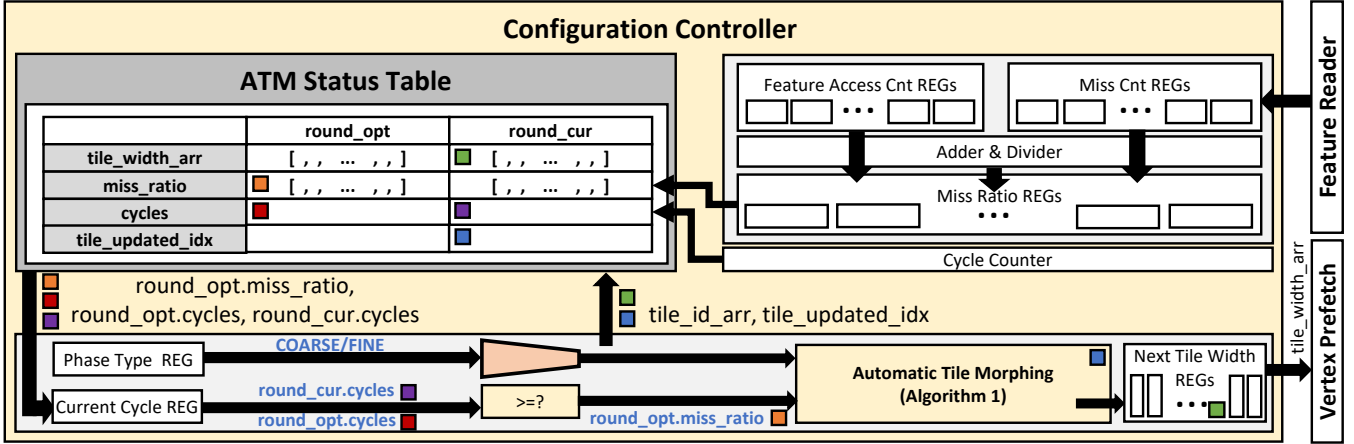 Configuration Controller
ATM Status Table
round_opt round_cur
tile_width_arr [ , , ... , , ] [ , , ... , , ]
miss_ratio [ , , ... , , ] [ , , ... , , ]
cycles
tile_updated_idx
Feature Access Cnt REGs
...
Miss Cnt REGs
...
Adder & Divider
Miss Ratio REGs
...
Cycle Counter
Feature Reader
round_opt.miss_ratio,
round_opt.cycles, round_cur.cycles
tile_id_arr, tile_updated_idx
Phase Type REG
COARSE/FINE
Current Cycle REG
round_cur.cycles
round_opt.cycles
>=?
round_opt.miss_ratio
Automatic Tile Morphing
(Algorithm 1)
Next Tile Width
REGs
...
tile_width_arr
Vertex Prefetch